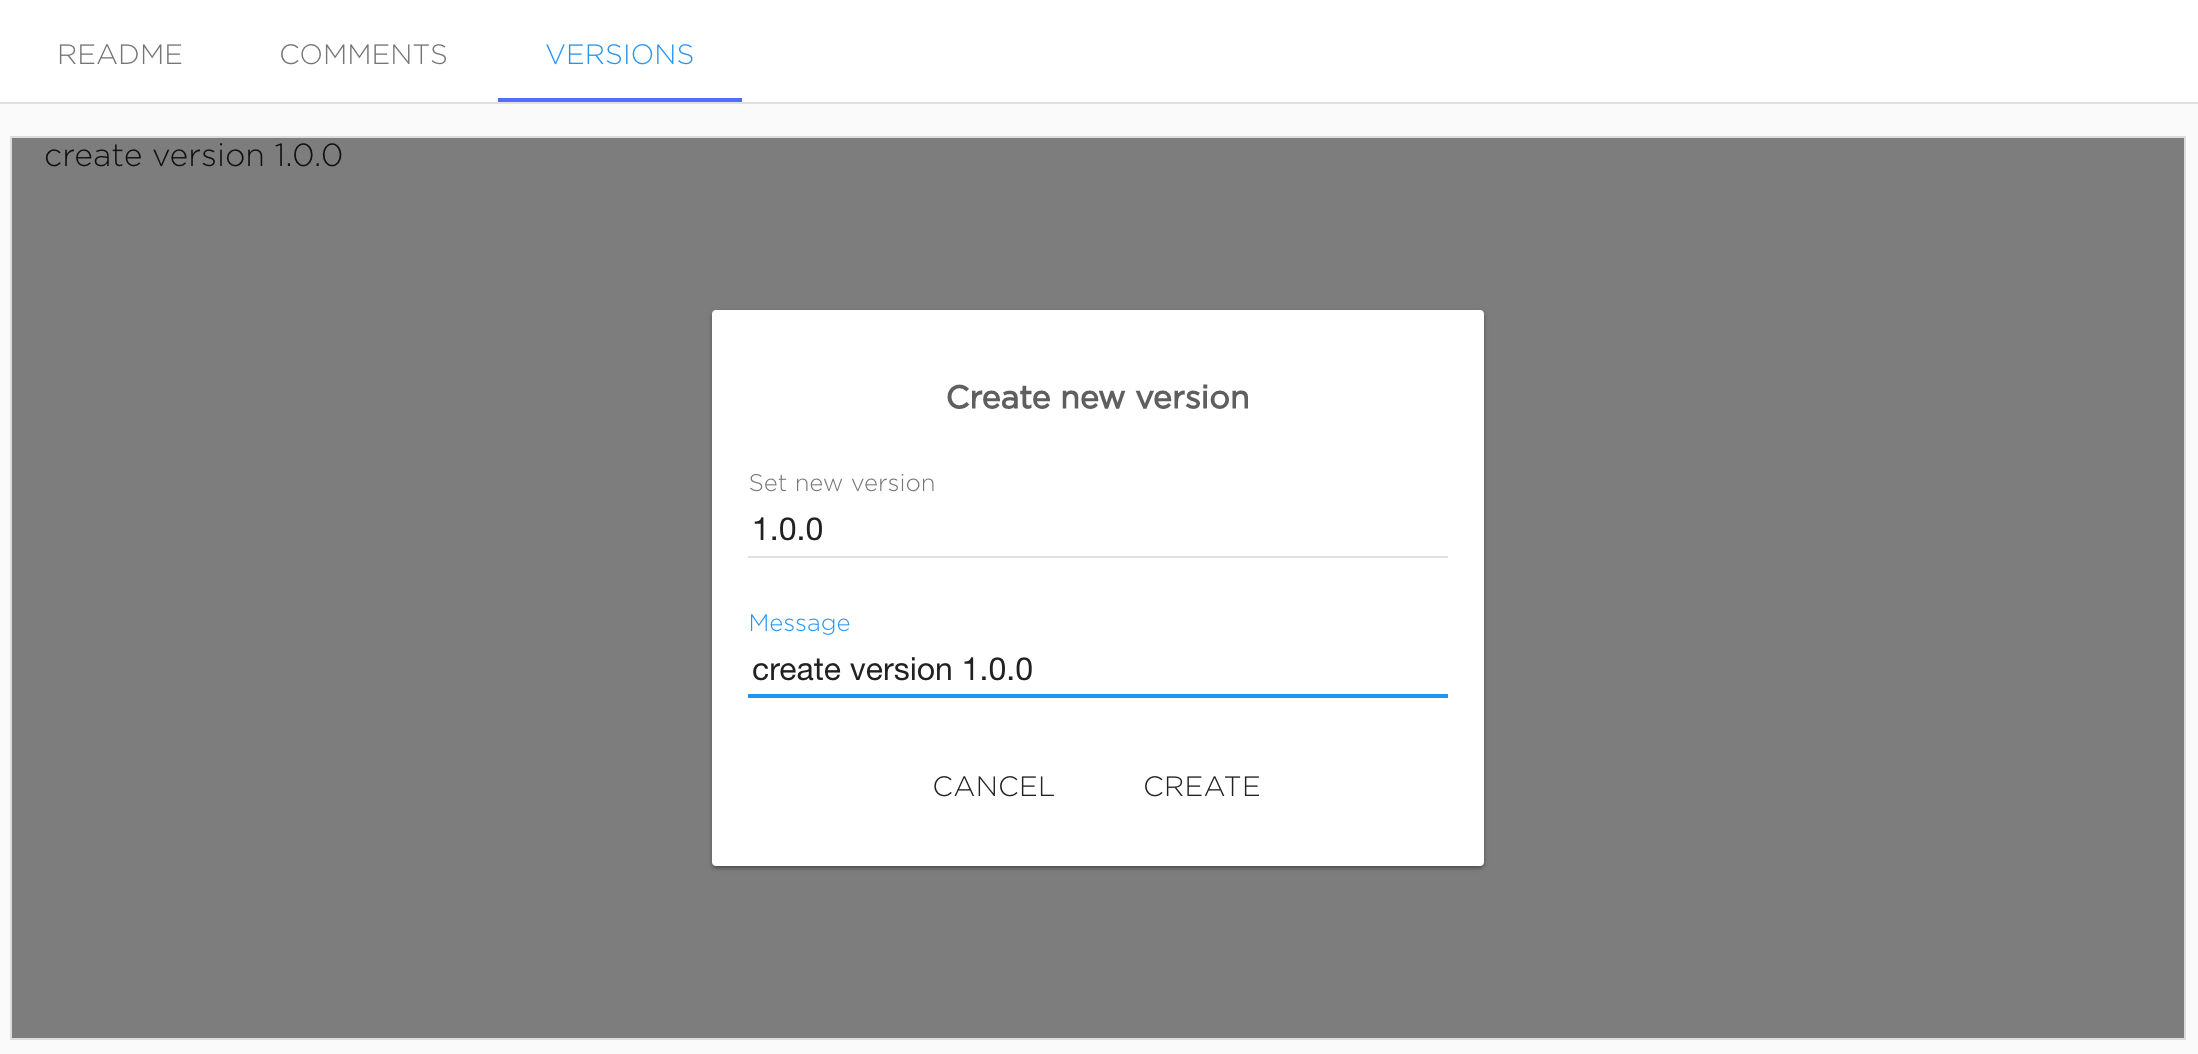 README COMMENTS VERSIONS
create version 1.0.0
Create new version
Set new version
1.0.0
Message
create version 1.0.0
CANCEL CREATE